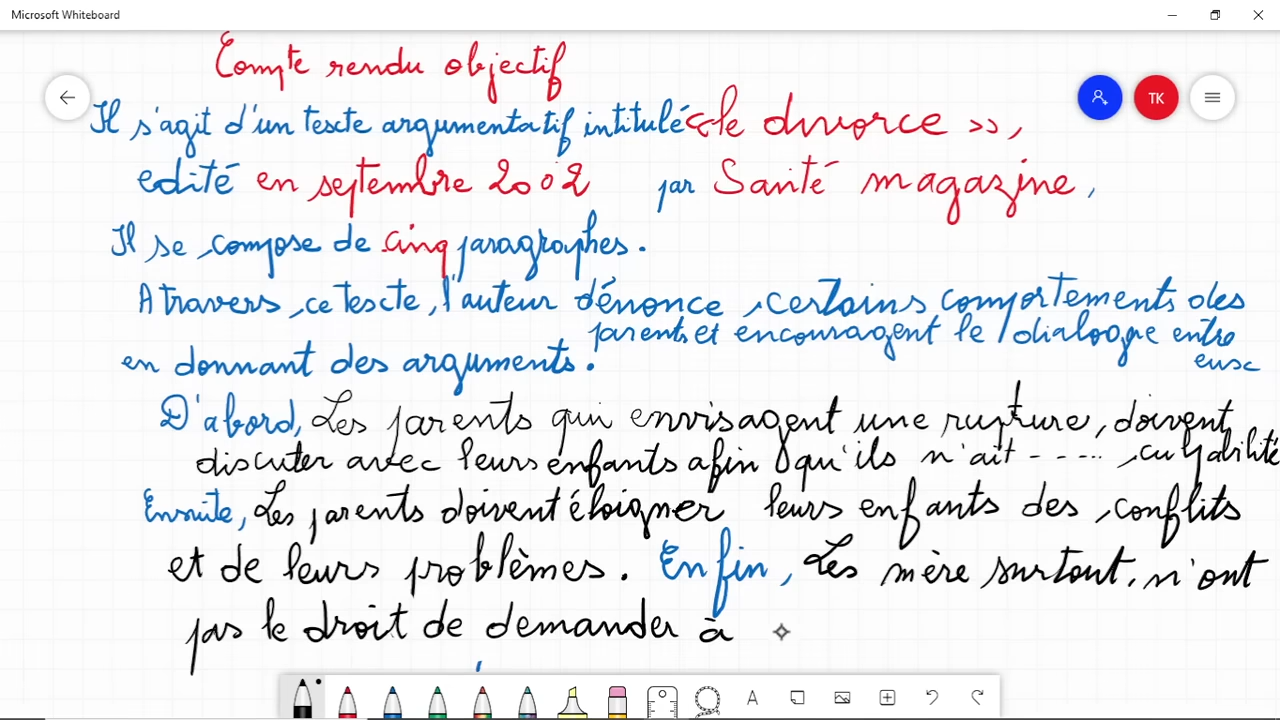 Microsoft Whiteboard
Compte rendu objectif
TK
Il s'agit d'un texte argumentatif intitulé <<le divorce >>,
edité en septembre 2002 par Santé magazine,
Il se compose de cinq paragraphes.
A travers, ce texte, l'auteur dénonce certains comportements des
parents et encouragent le dialogue entre
eux
en donnant des arguments.
D'abord, Les parents qui envisagent une rupture, doivent
discuter avec leurs enfants afin qu'ils n'ait - - - .. culpabilité
Ensuite, Les parents doivent éloigner leurs enfants des conflits
et de leurs problèmes. Enfin, Les mère surtout, n'ont
pas le droit de demander à